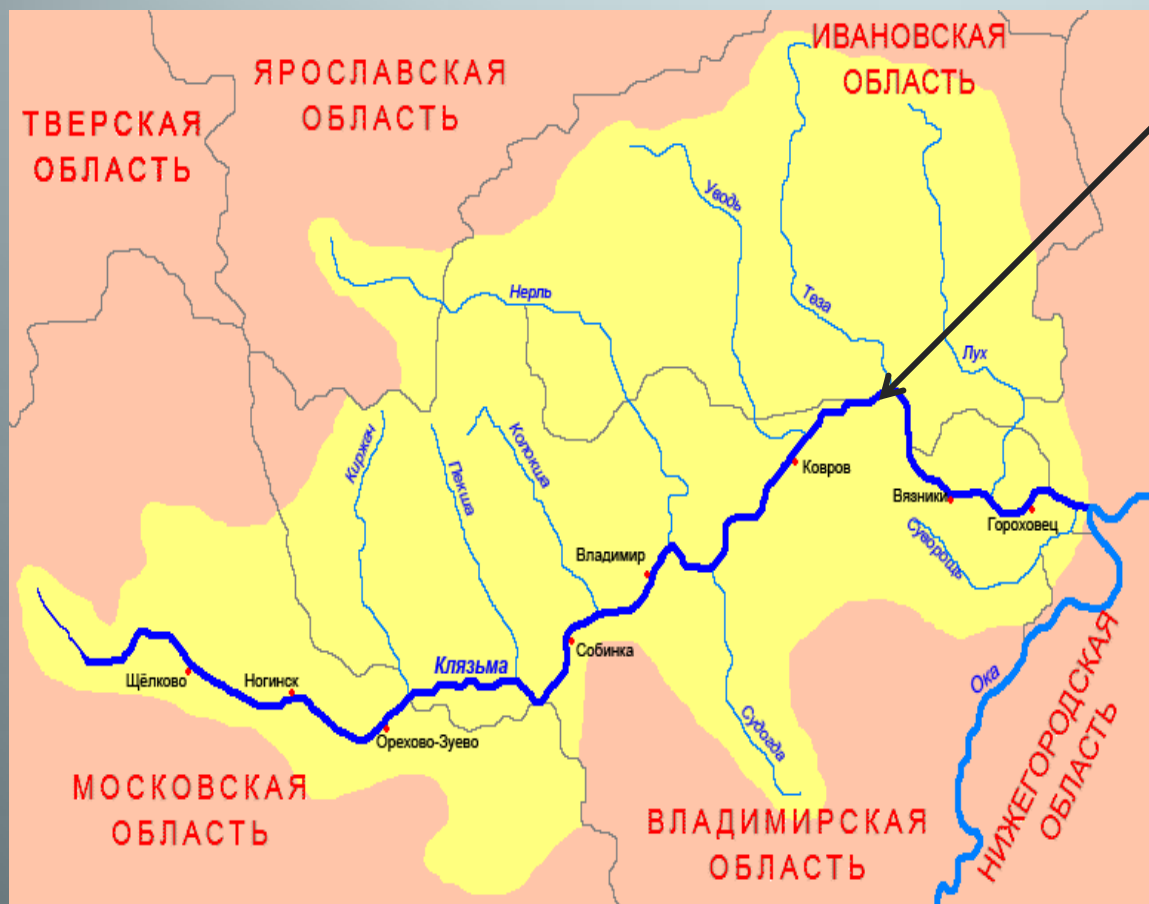 ИВАНОВСКАЯ
ОБЛАСТЬ
ЯРОСЛАВСКАЯ
ОБЛАСТЬ
ТВЕРСКАЯ
ОБЛАСТЬ
Уводь
Теза
Нерль
Лух
Киржач
Пекша
Колокша
Ковров
Вязники
Гороховец
Суворощь
Владимир
Собинка
Клязьма
Щёлково
Ногинск
Орехово-Зуево
Судогда
Ока
МОСКОВСКАЯ
ОБЛАСТЬ
ВЛАДИМИРСКАЯ
ОБЛАСТЬ
НИЖЕГОРОДСКАЯ
ОБЛАСТЬ